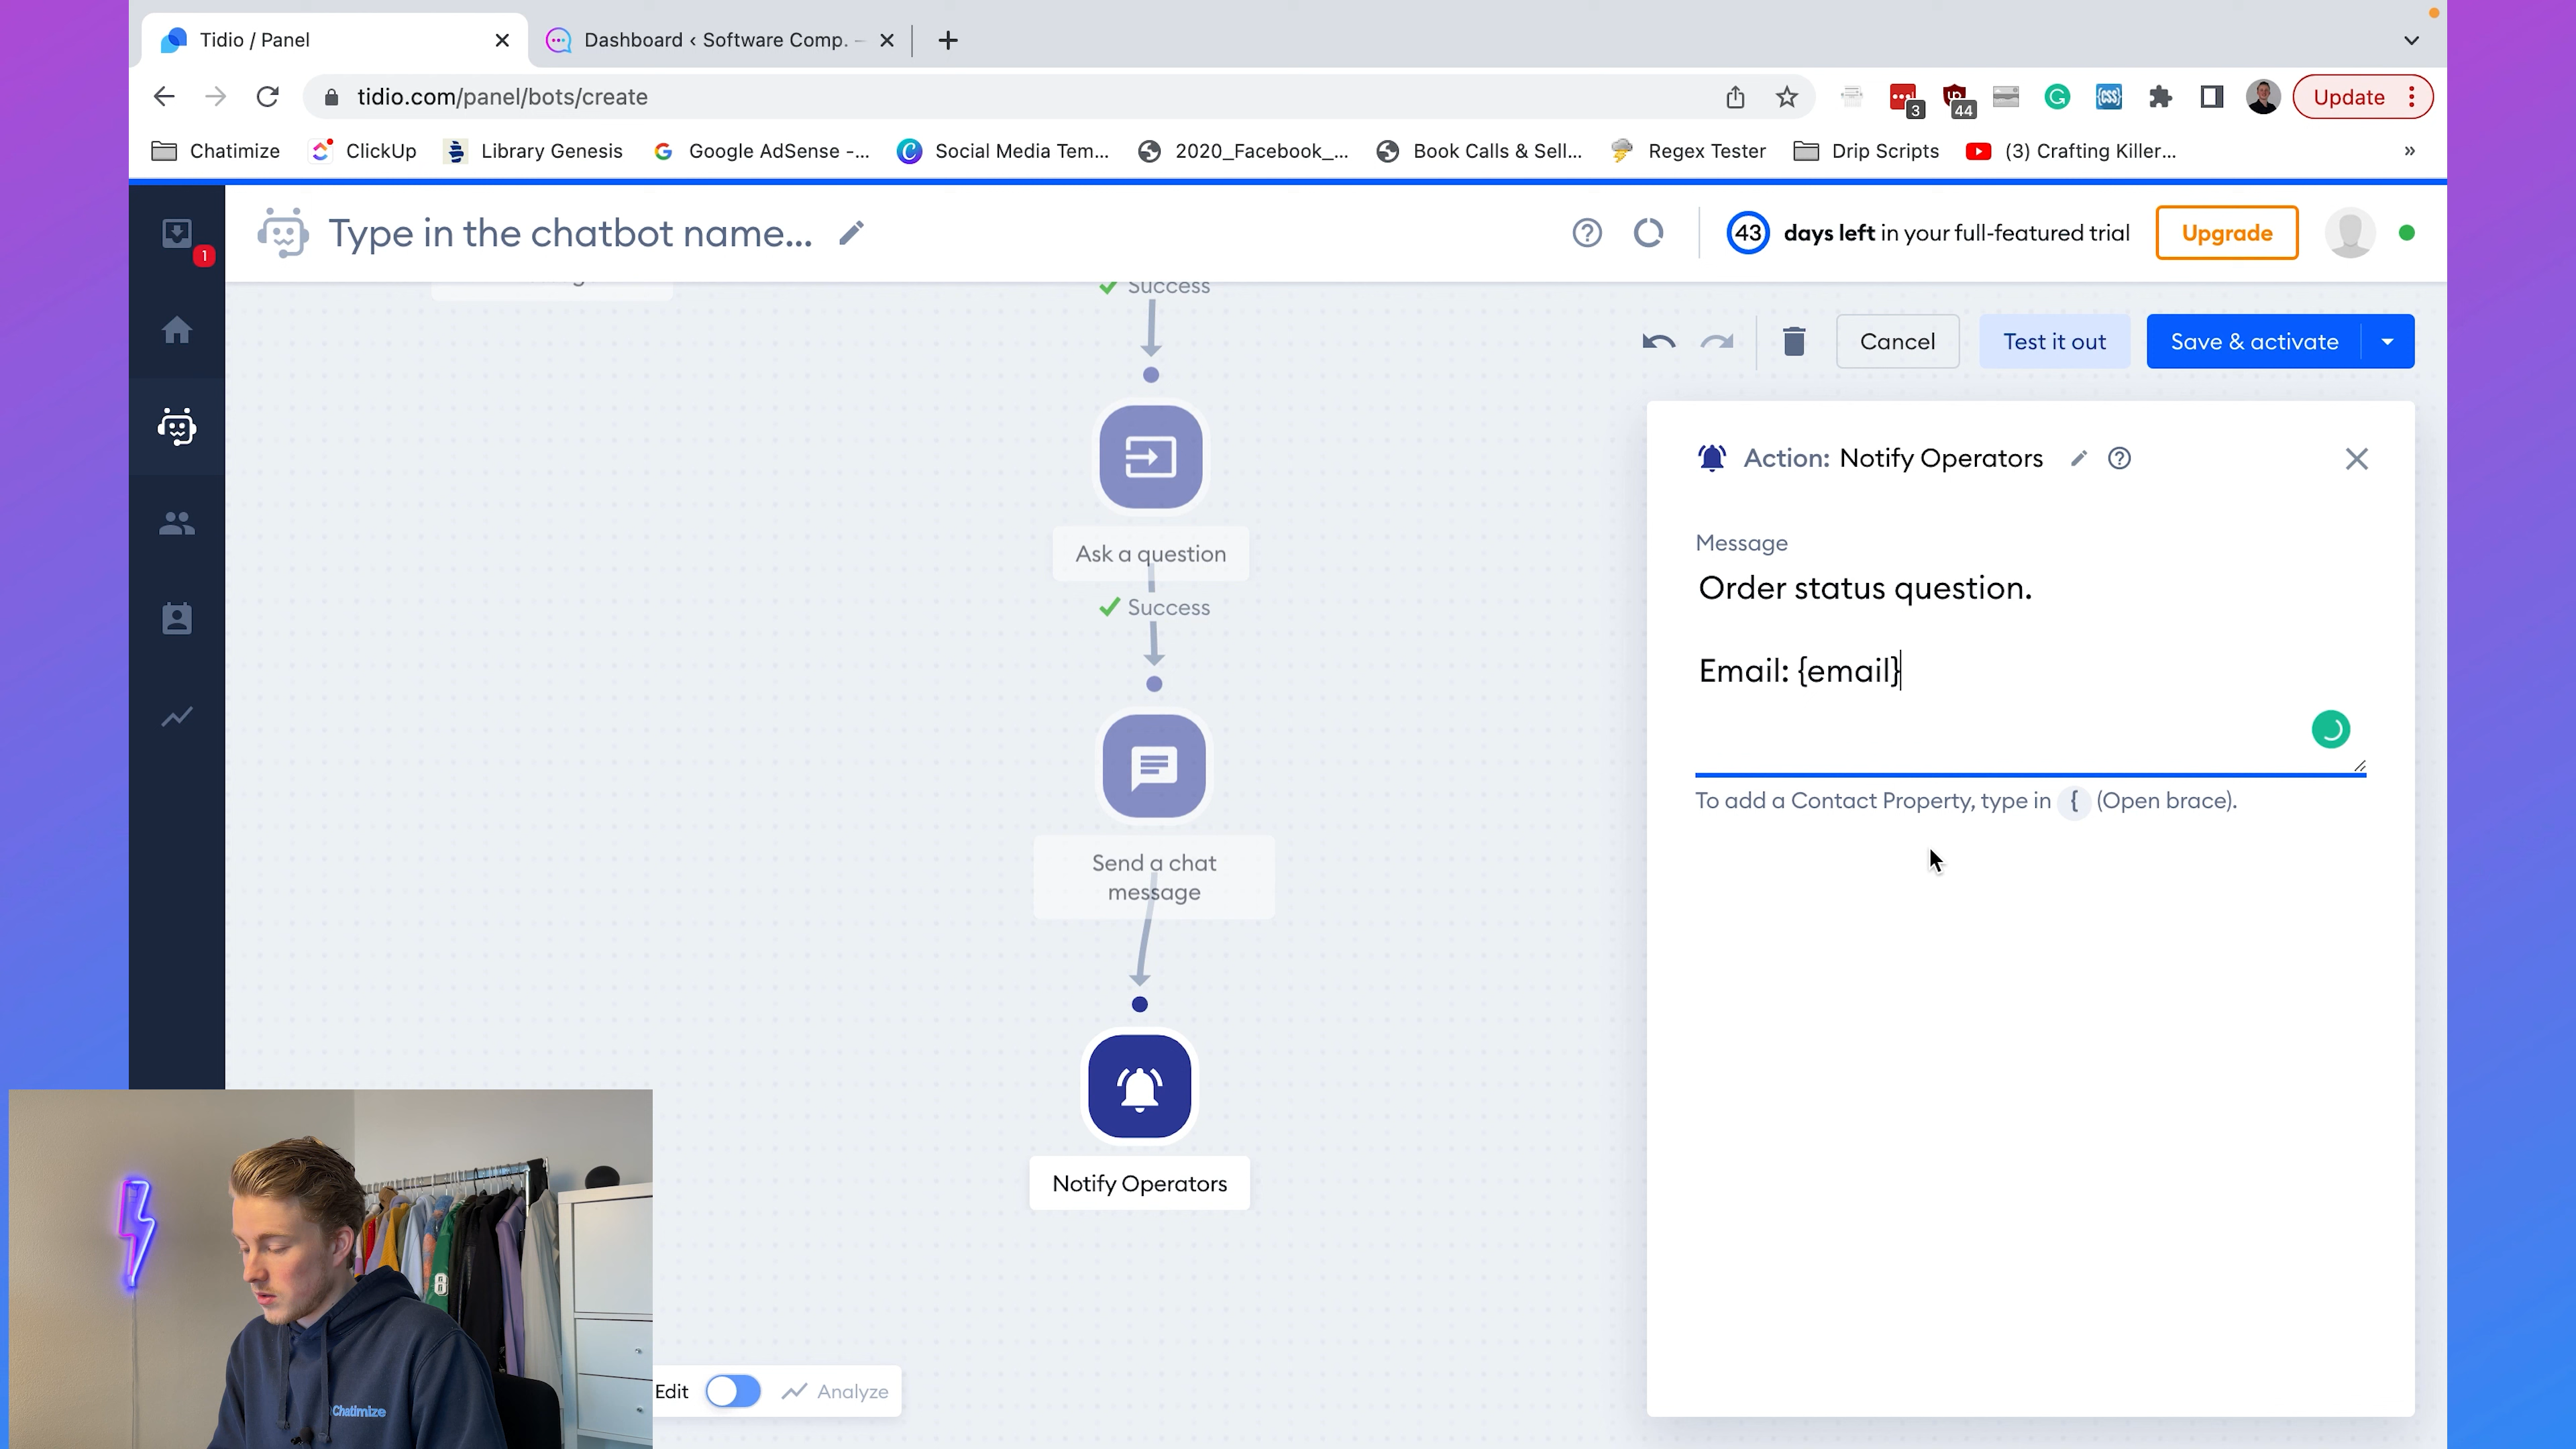 Tidio / Panel
Dashboard ‹ Software Comp. –
tidio.com/panel/bots/create
3
44
Update
Chatimize
ClickUp
Library Genesis
Google AdSense -...
Social Media Tem...
2020_Facebook_...
Book Calls & Sell...
Regex Tester
Drip Scripts
(3) Crafting Killer...
»
1
Type in the chatbot name...
43 days left in your full-featured trial
Upgrade
Success
Cancel
Test it out
Save & activate
Action: Notify Operators
Message
Order status question.
Email: {email}
To add a Contact Property, type in { (Open brace).
Ask a question
Success
Send a chat
message
Notify Operators
Edit
Analyze
Chatimize